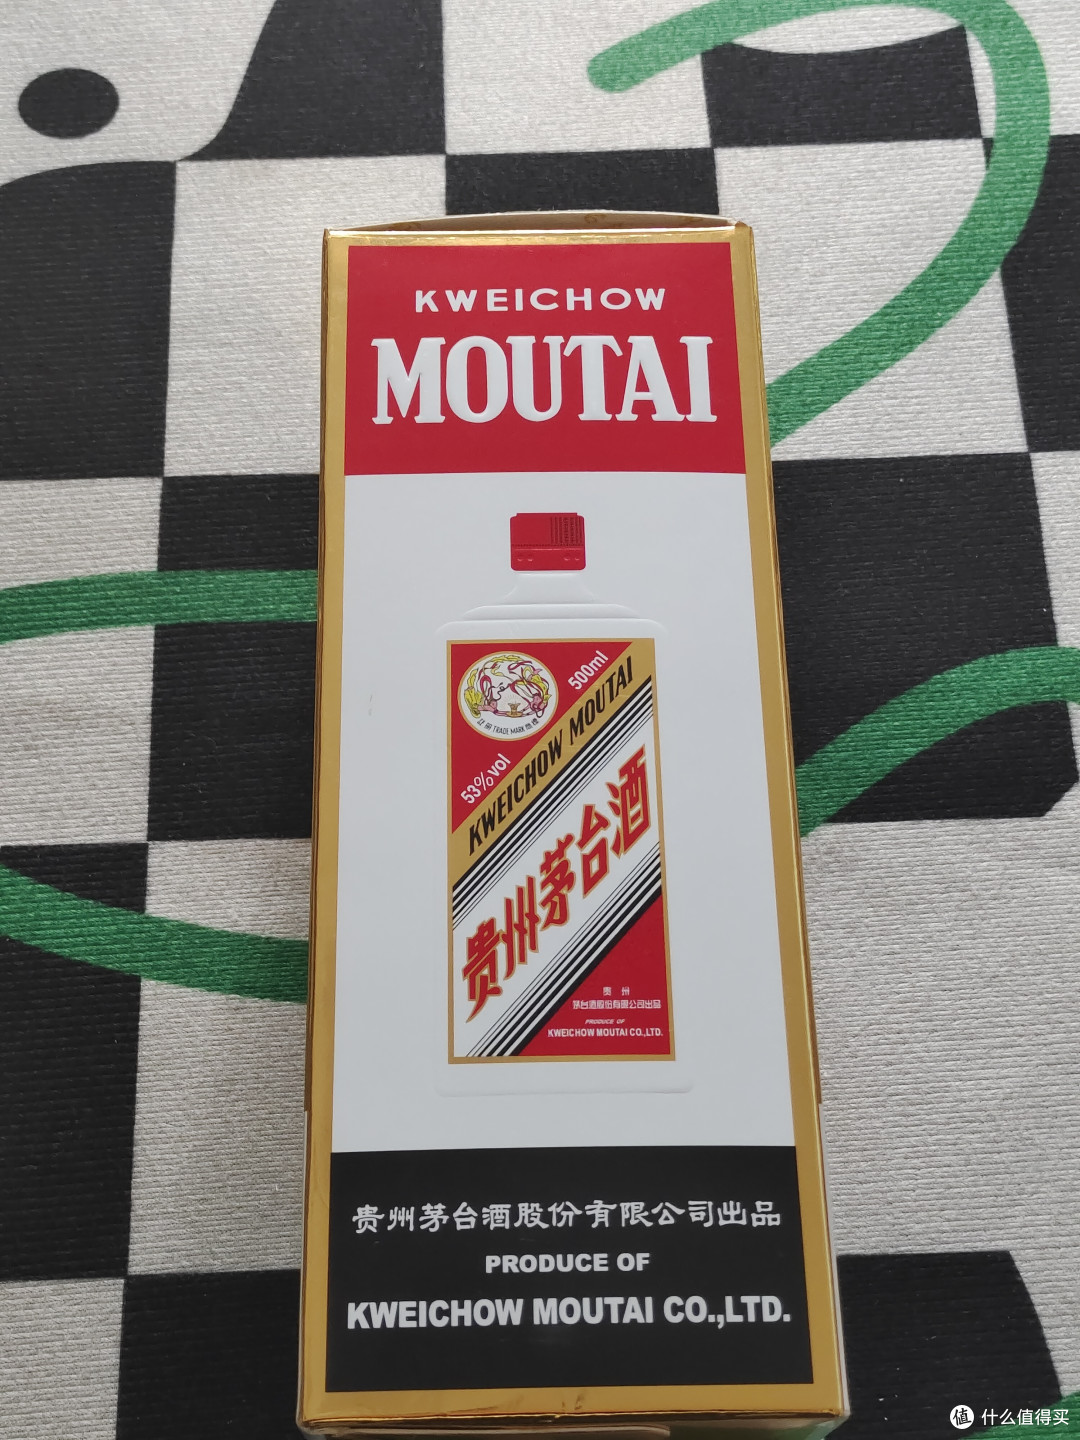 KWEICHOW
MOUTAI
500ml
53%vol
KWEICHOW MOUTAI
贵州茅台酒
贵 州
茅台酒股份有限公司出品
PRODUCE OF
KWEICHOW MOUTAI CO.,LTD.
贵州茅台酒股份有限公司出品
PRODUCE OF
KWEICHOW MOUTAI CO.,LTD.
值 什么值得买